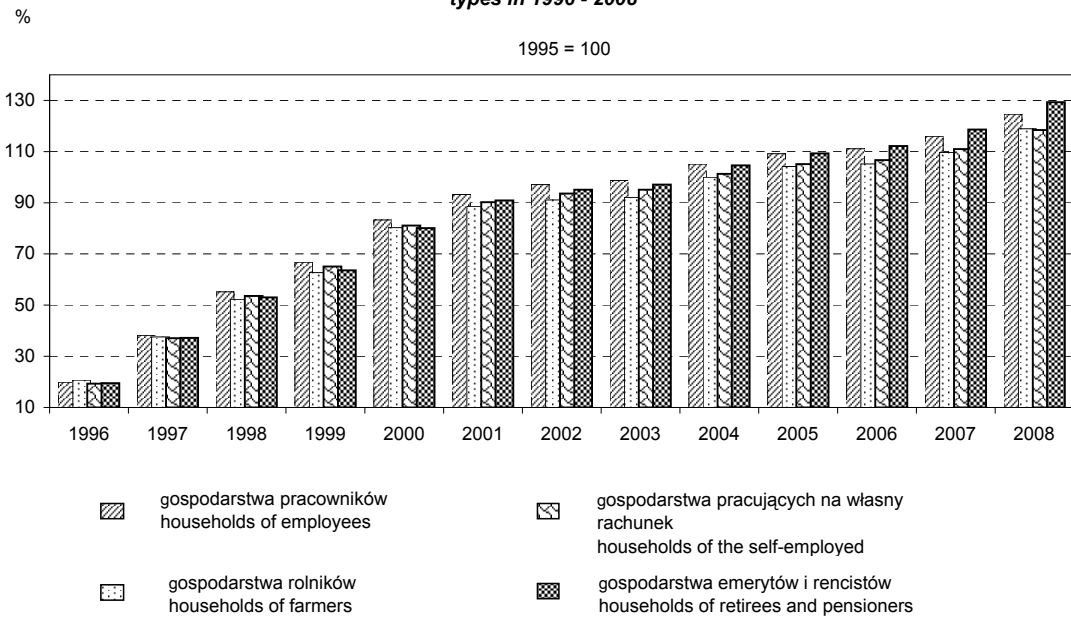 types in 1996 - 2008
%
1995 = 100
130
110
90
70
50
30
10
1996 1997 1998 1999 2000 2001 2002 2003 2004 2005 2006 2007 2008
gospodarstwa pracowników
households of employees
gospodarstwa pracujących na własny
rachunek
households of the self-employed
gospodarstwa rolników
households of farmers
gospodarstwa emerytów i rencistów
households of retirees and pensioners